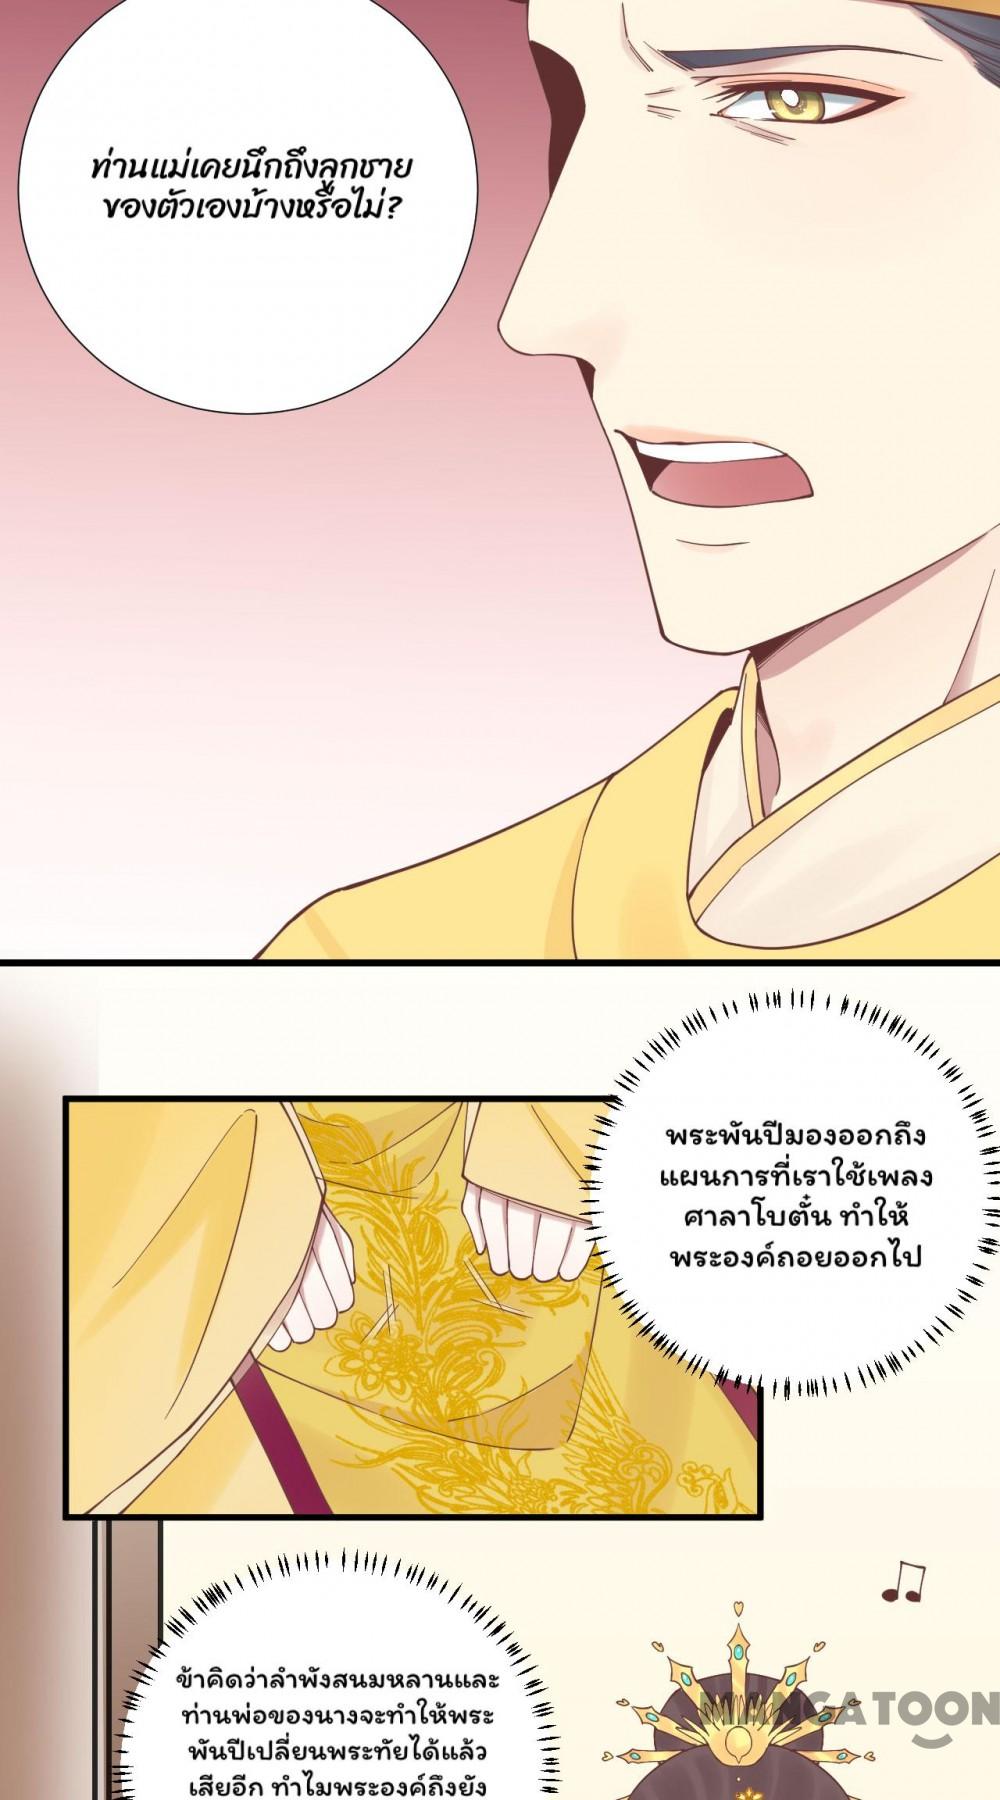 ท่านแม่เคยนึกถึงลูกชาย
ของตัวเองบ้างหรือไม่?
พระพันปีมองออกถึง
แผนการที่เราใช้เพลง
ศาลาโบตั๋น ทำให้
พระองค์ถอยออกไป
ข้าคิดว่าลำพังสนมหลานและ
ท่านพ่อของนางจะทำให้พระ
พันปีเปลี่ยนพระทัยได้แล้ว
เสียอีก ทำไมพระองค์ถึงยัง
MANGATOON